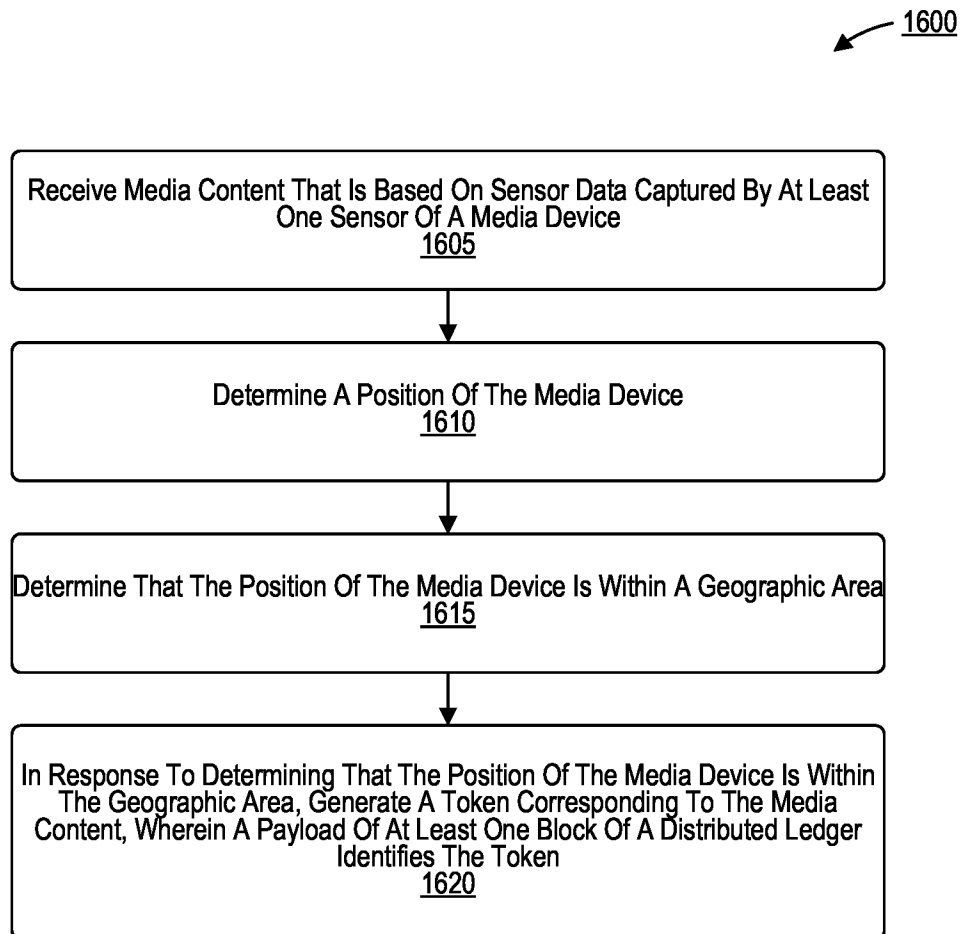 1600
Receive Media Content That Is Based On Sensor Data Captured By At Least
One Sensor Of A Media Device
1605
Determine A Position Of The Media Device
1610
Determine That The Position Of The Media Device Is Within A Geographic Area
1615
In Response To Determining That The Position Of The Media Device Is Within
The Geographic Area, Generate A Token Corresponding To The Media
Content, Wherein A Payload Of At Least One Block Of A Distributed Ledger
Identifies The Token
1620